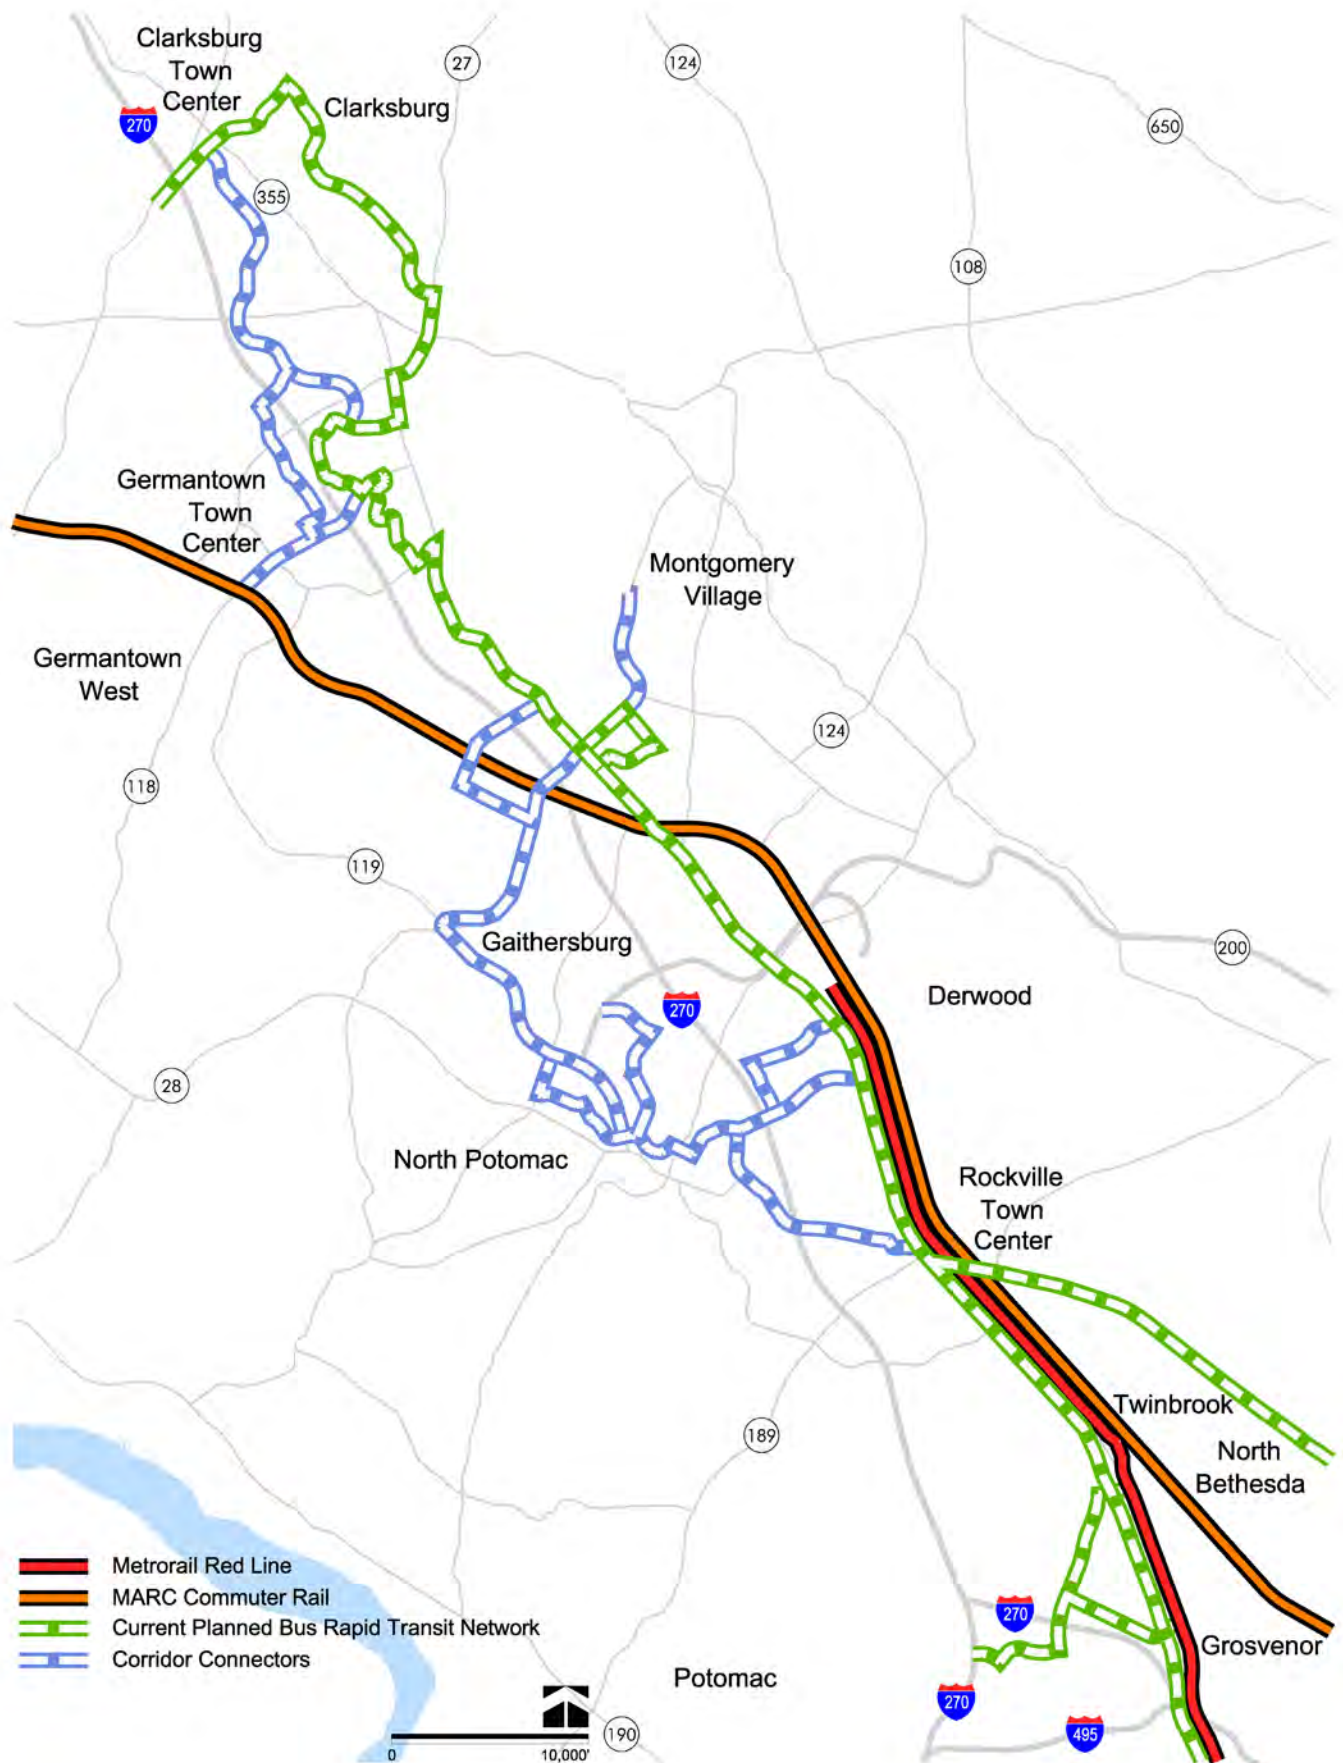 Clarksburg
Town
Center
27
124
270
Clarksburg
650
355
108
Germantown
Town
Center
Montgomery
Village
Germantown
West
124
118
119
Gaithersburg
200
270
Derwood
28
North Potomac
Rockville
Town
Center
Twinbrook
189
North
Bethesda
Metrorail Red Line
MARC Commuter Rail
Current Planned Bus Rapid Transit Network
Corridor Connectors
270
Grosvenor
Potomac
270
190
495
0 10,000'